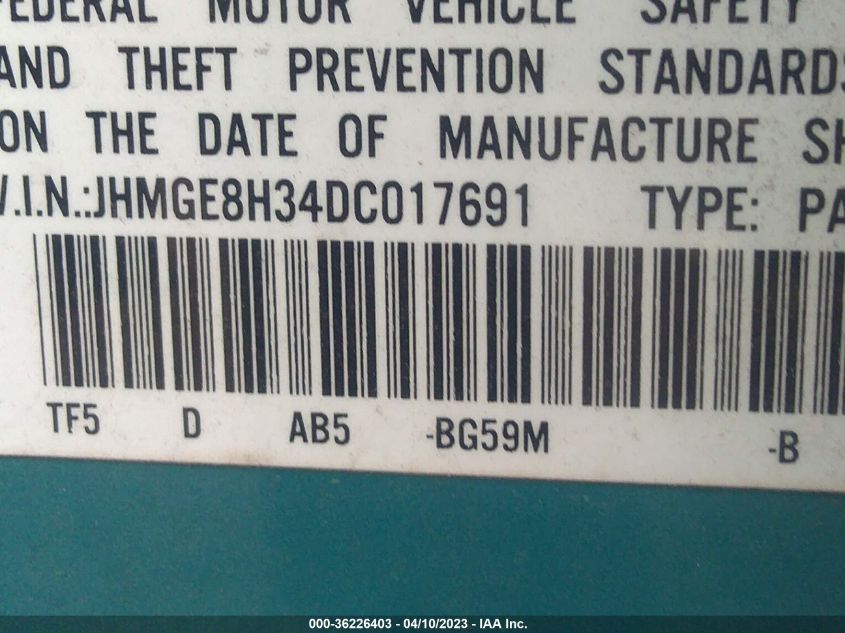 FEDERAL MOTOR VEHICLE SAFETY
AND THEFT PREVENTION STANDARDS
ON THE DATE OF MANUFACTURE SH
V.I.N.:JHMGE8H34DC017691 TYPE: PA
TF5 D AB5 -BG59M -B
000-36226403 - 04/10/2023 - IAA Inc.